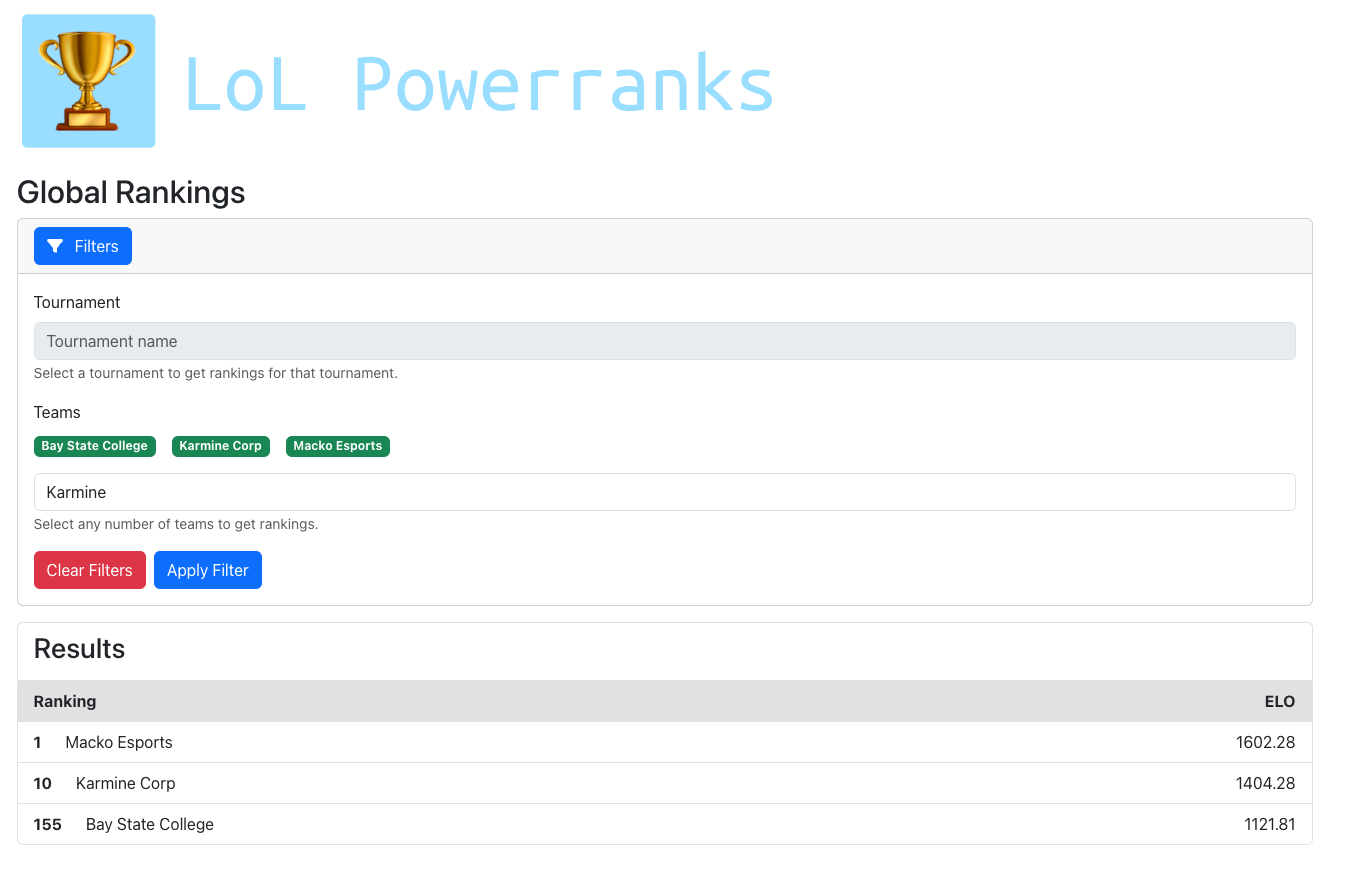 LoL Powerranks
Global Rankings
Filters
Tournament
Tournament name
Select a tournament to get rankings for that tournament.
Teams
Bay State College Karmine Corp Macko Esports
Karmine
Select any number of teams to get rankings.
Clear Filters Apply Filter
Results
Ranking ELO
1 Macko Esports 1602.28
10 Karmine Corp 1404.28
155 Bay State College 1121.81